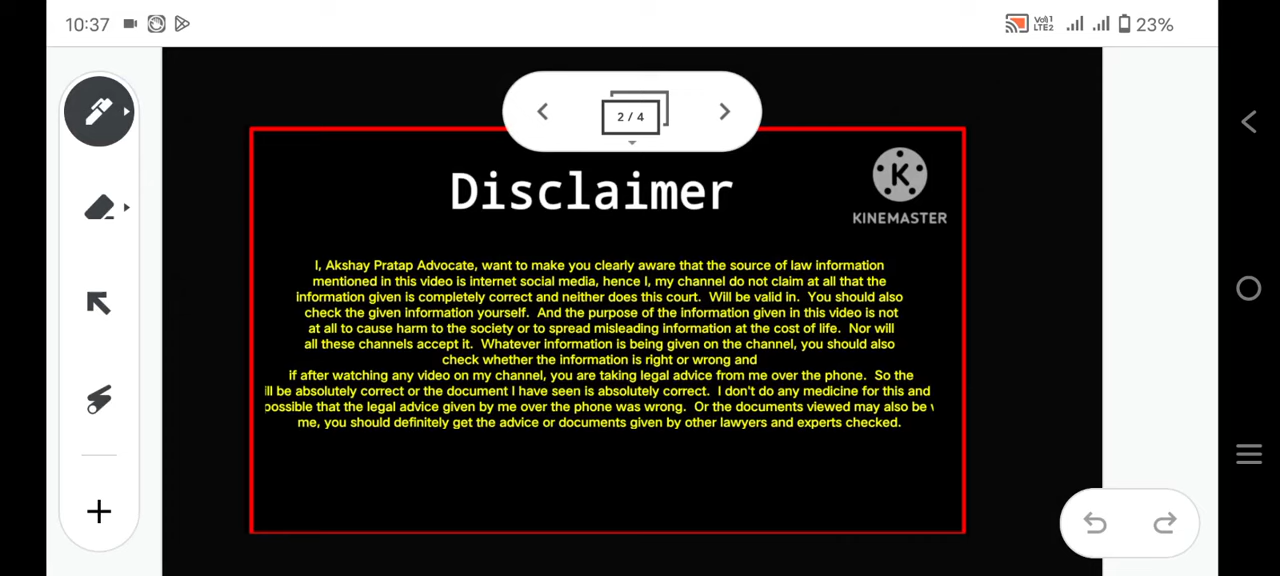 10:37
Vo))1
LTE2
23%
2 / 4
Disclaimer
K
KINEMASTER
I, Akshay Pratap Advocate, want to make you clearly aware that the source of law information
mentioned in this video is internet social media, hence I, my channel do not claim at all that the
information given is completely correct and neither does this court. Will be valid in. You should also
check the given information yourself. And the purpose of the information given in this video is not
at all to cause harm to the society or to spread misleading information at the cost of life. Nor will
all these channels accept it. Whatever information is being given on the channel, you should also
check whether the information is right or wrong and
if after watching any video on my channel, you are taking legal advice from me over the phone. So the
ll be absolutely correct or the document I have seen is absolutely correct. I don't do any medicine for this and
possible that the legal advice given by me over the phone was wrong. Or the documents viewed may also be
me, you should definitely get the advice or documents given by other lawyers and experts checked.